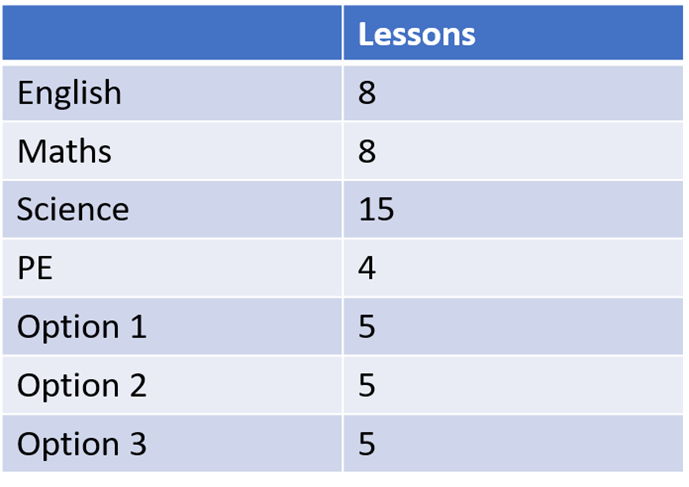 Lessons
English 8
Maths 8
Science 15
PE 4
Option 1 5
Option 2 5
Option 3 5